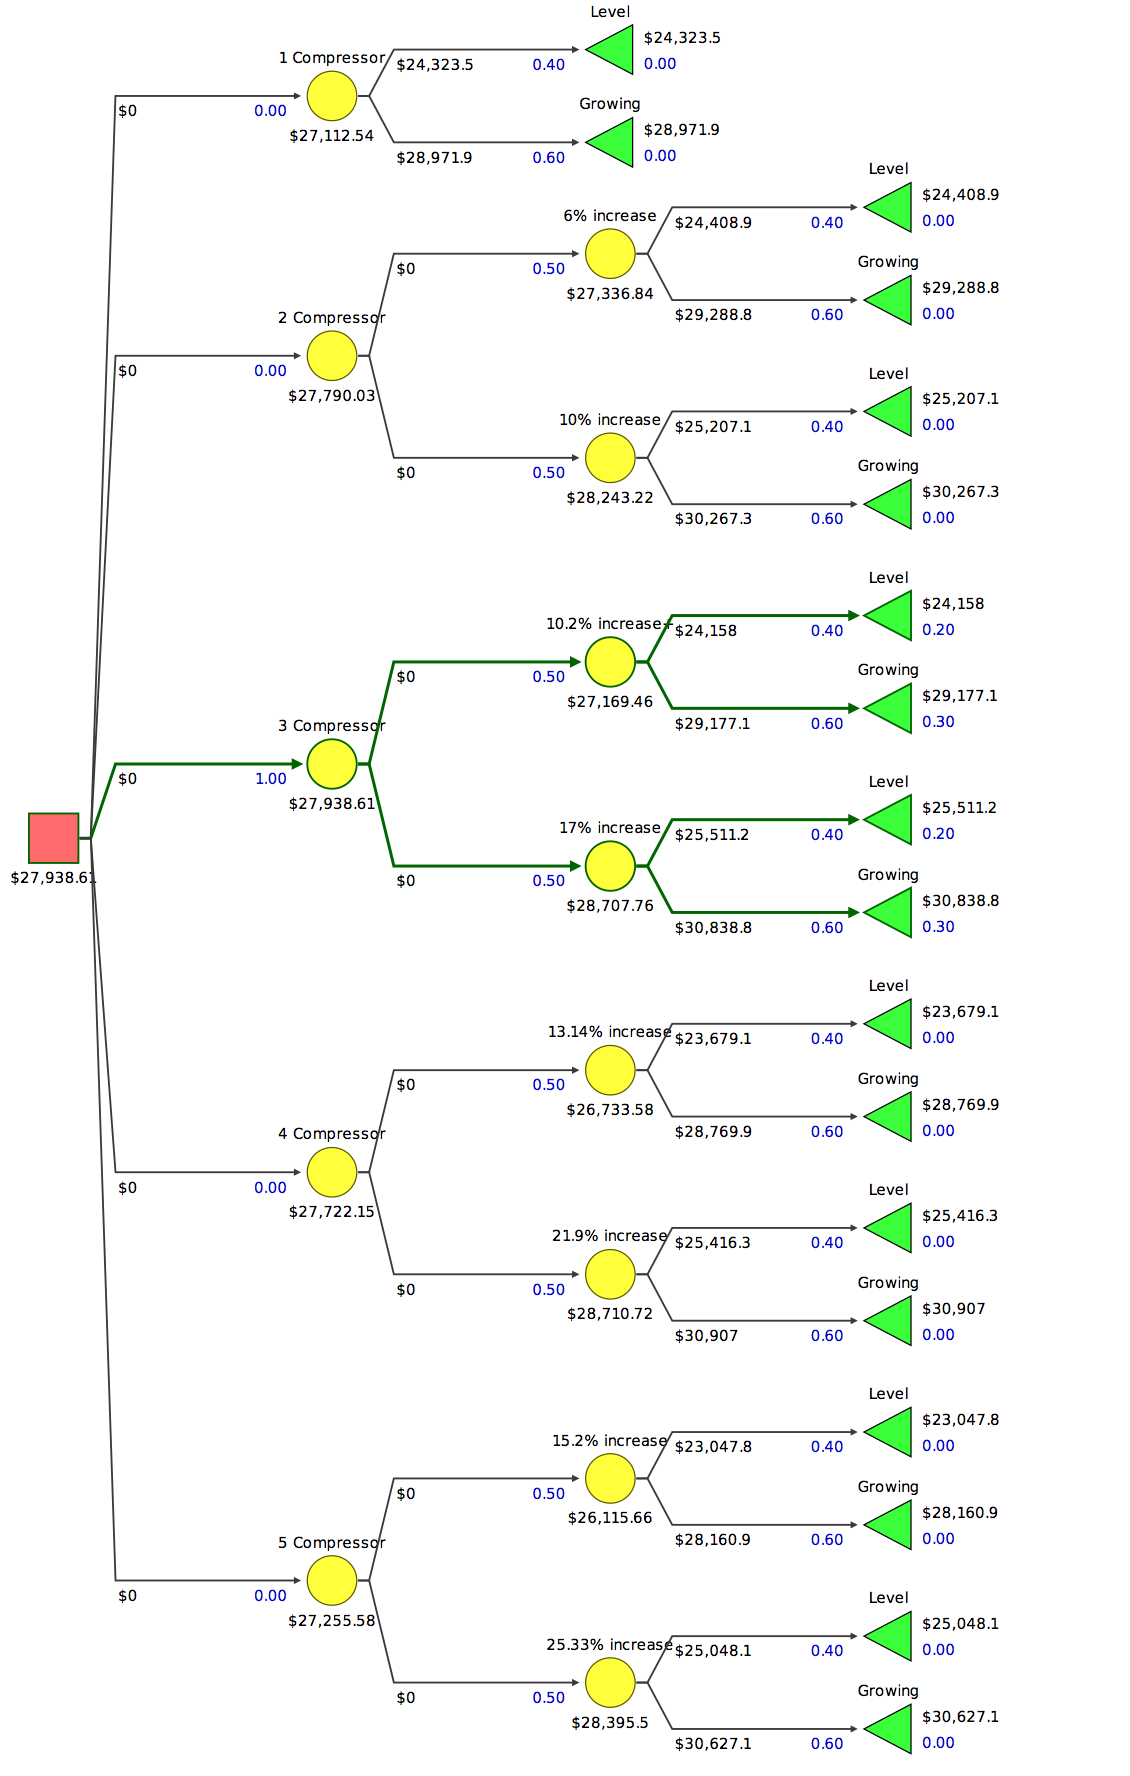 Level
$24,323.5
0.00
1 Compressor
$24,323.5 0.40
$0 0.00
$27,112.54
Growing
$28,971.9
0.00
$28,971.9 0.60
Level
$24,408.9
0.00
6% increase
$24,408.9 0.40
$0 0.50
$27,336.84
Growing
$29,288.8
0.00
$29,288.8 0.60
2 Compressor
$0 0.00
$27,790.03
Level
$25,207.1
0.00
10% increase
$25,207.1 0.40
$0 0.50
$28,243.22
Growing
$30,267.3
0.00
$30,267.3 0.60
Level
$24,158
0.20
10.2% increase+
$24,158 0.40
$0 0.50
$27,169.46
Growing
$29,177.1
0.30
$29,177.1 0.60
3 Compressor
$0 1.00
$27,938.61
Level
$25,511.2
0.20
17% increase
$25,511.2 0.40
$27,938.61
$0 0.50
$28,707.76
Growing
$30,838.8
0.30
$30,838.8 0.60
Level
$23,679.1
0.00
13.14% increase
$23,679.1 0.40
$0 0.50
$26,733.58
Growing
$28,769.9
0.00
$28,769.9 0.60
4 Compressor
$0 0.00
$27,722.15
Level
$25,416.3
0.00
21.9% increase
$25,416.3 0.40
$0 0.50
$28,710.72
Growing
$30,907
0.00
$30,907 0.60
Level
$23,047.8
0.00
15.2% increase
$23,047.8 0.40
$0 0.50
$26,115.66
Growing
$28,160.9
0.00
$28,160.9 0.60
5 Compressor
$0 0.00
$27,255.58
Level
$25,048.1
0.00
25.33% increase
$25,048.1 0.40
$0 0.50
$28,395.5
Growing
$30,627.1
0.00
$30,627.1 0.60